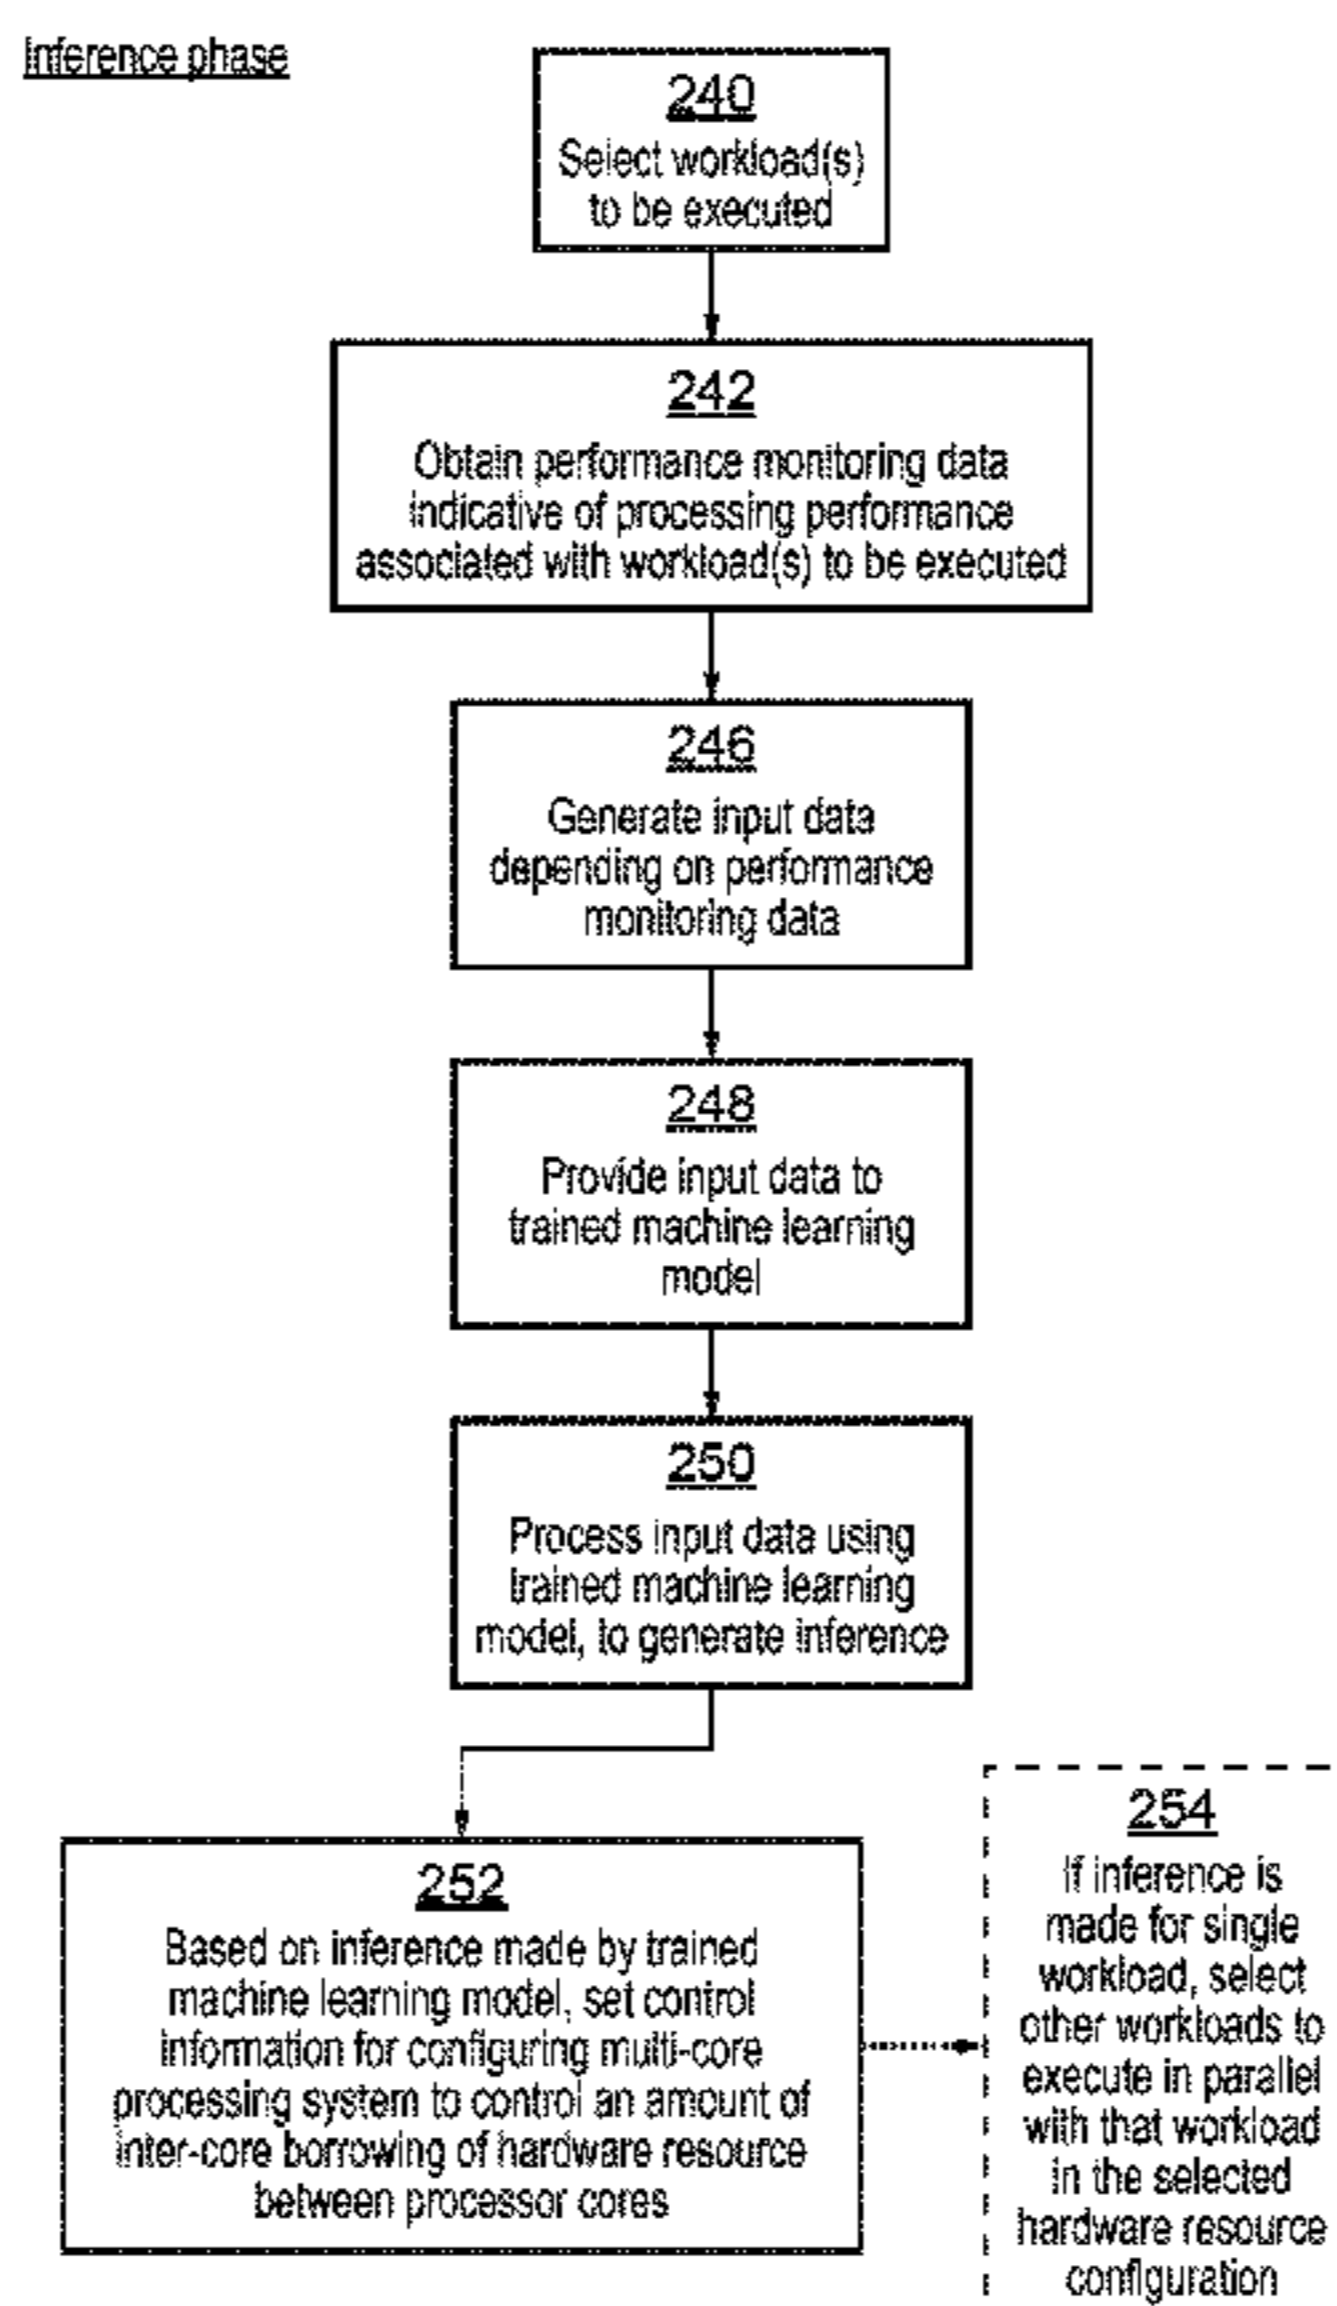 Inference phase
240
Select workload(s)
to be executed
242
Obtain performance monitoring data
indicative of processing performance
associated with workload(s) to be executed
246
Generate input data
depending on performance
monitoring data
248
Provide input data to
trained machine learning
model
250
Process input data using
trained machine learning
model, to generate inference
252
Based on inference made by trained
machine learning model, set control
information for configuring multi-core
processing system to control an amount of
inter-core borrowing of hardware resource
between processor cores
254
If inference is
made for single
workload, select
other workloads to
execute in parallel
with that workload
in the selected
hardware resource
configuration